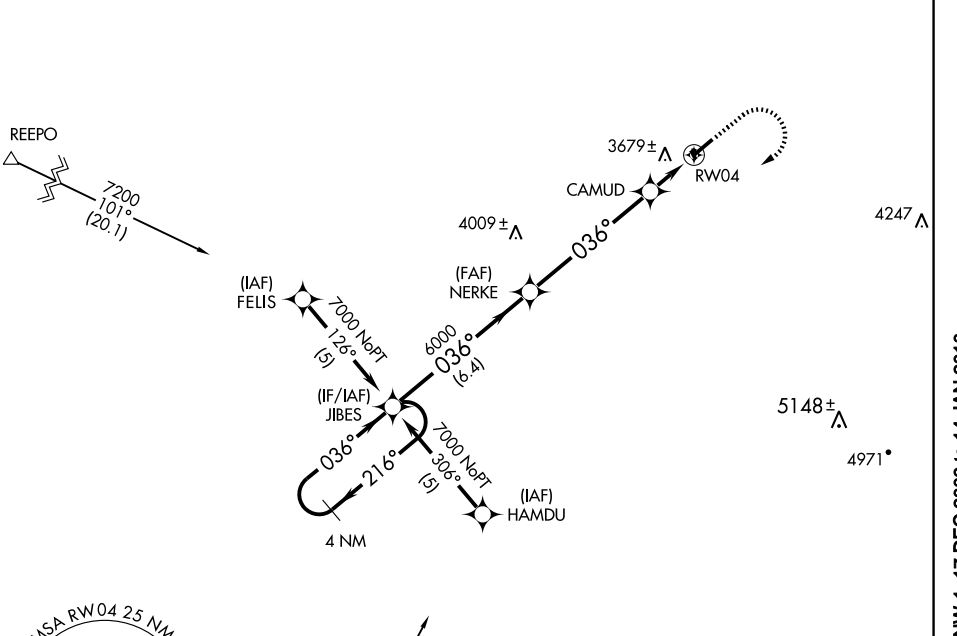 REEPO
7200
101°
(20.1)
3679±
RW04
CAMUD
4247
4009±
036°
(FAF)
NERKE
(IAF)
FELIS
7000 NoPT
126°
(5)
6000
036°
(6.4)
(IF/IAF)
JIBES
5148±
4971
036°
216°
7000 NoPT
306°
(5)
(IAF)
HAMDU
4 NM
MSA RW04 25 NM